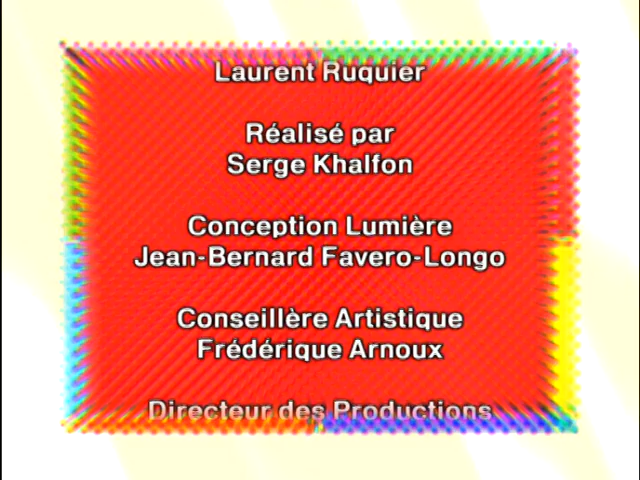 Laurent Ruquier
Réalisé par
Serge Khalfon
Conception Lumière
Jean-Bernard Favero-Longo
Conseillère Artistique
Frédérique Arnoux
Directeur des Productions